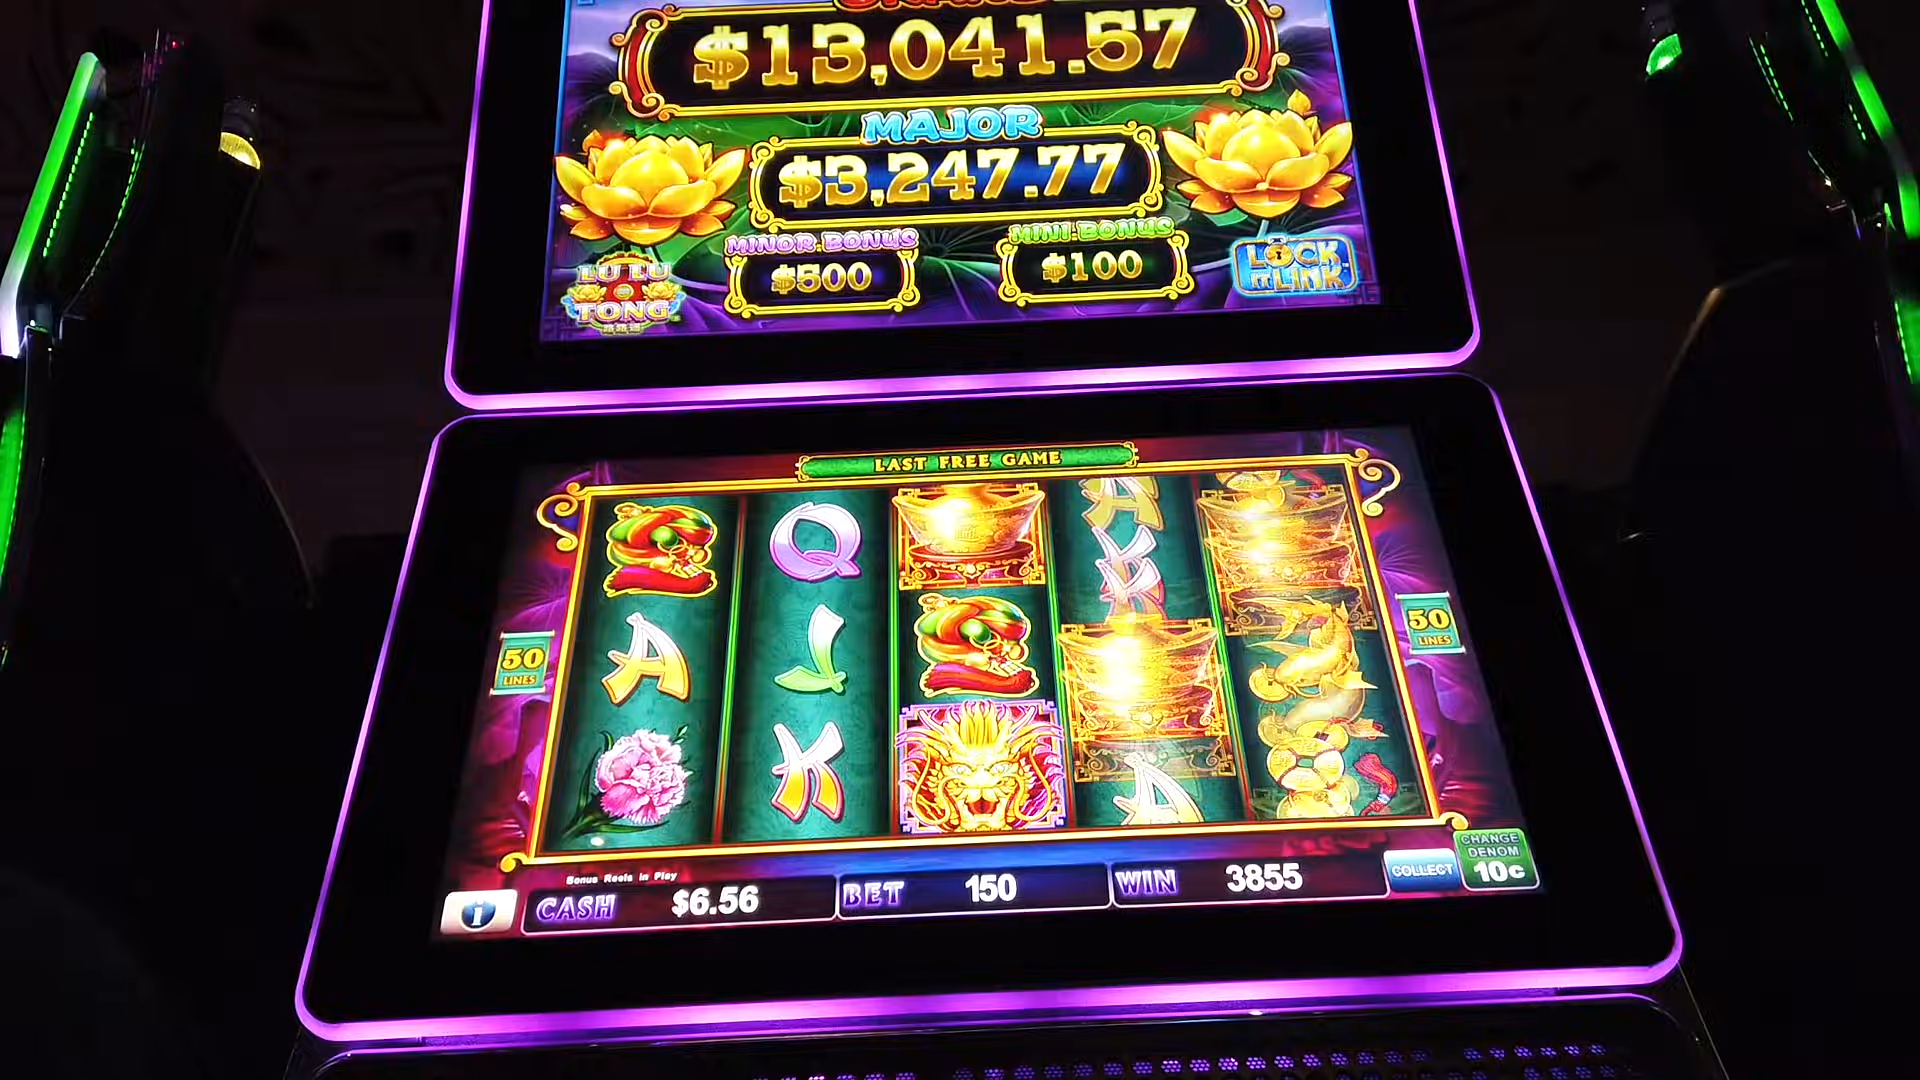 GRAND
$13,041.57
MAJOR
$3,247.77
MINOR BONUS
$500
MINI BONUS
$100
LU LU
TONG
LOCK
IT LINK
LAST FREE GAME
Q
A
A
K
K
J
K
A
50
LINES
50
LINES
Bonus Reels in Play
i
CASH $6.56
BET 150
WIN 3855
COLLECT
CHANGE
DENOM
10¢